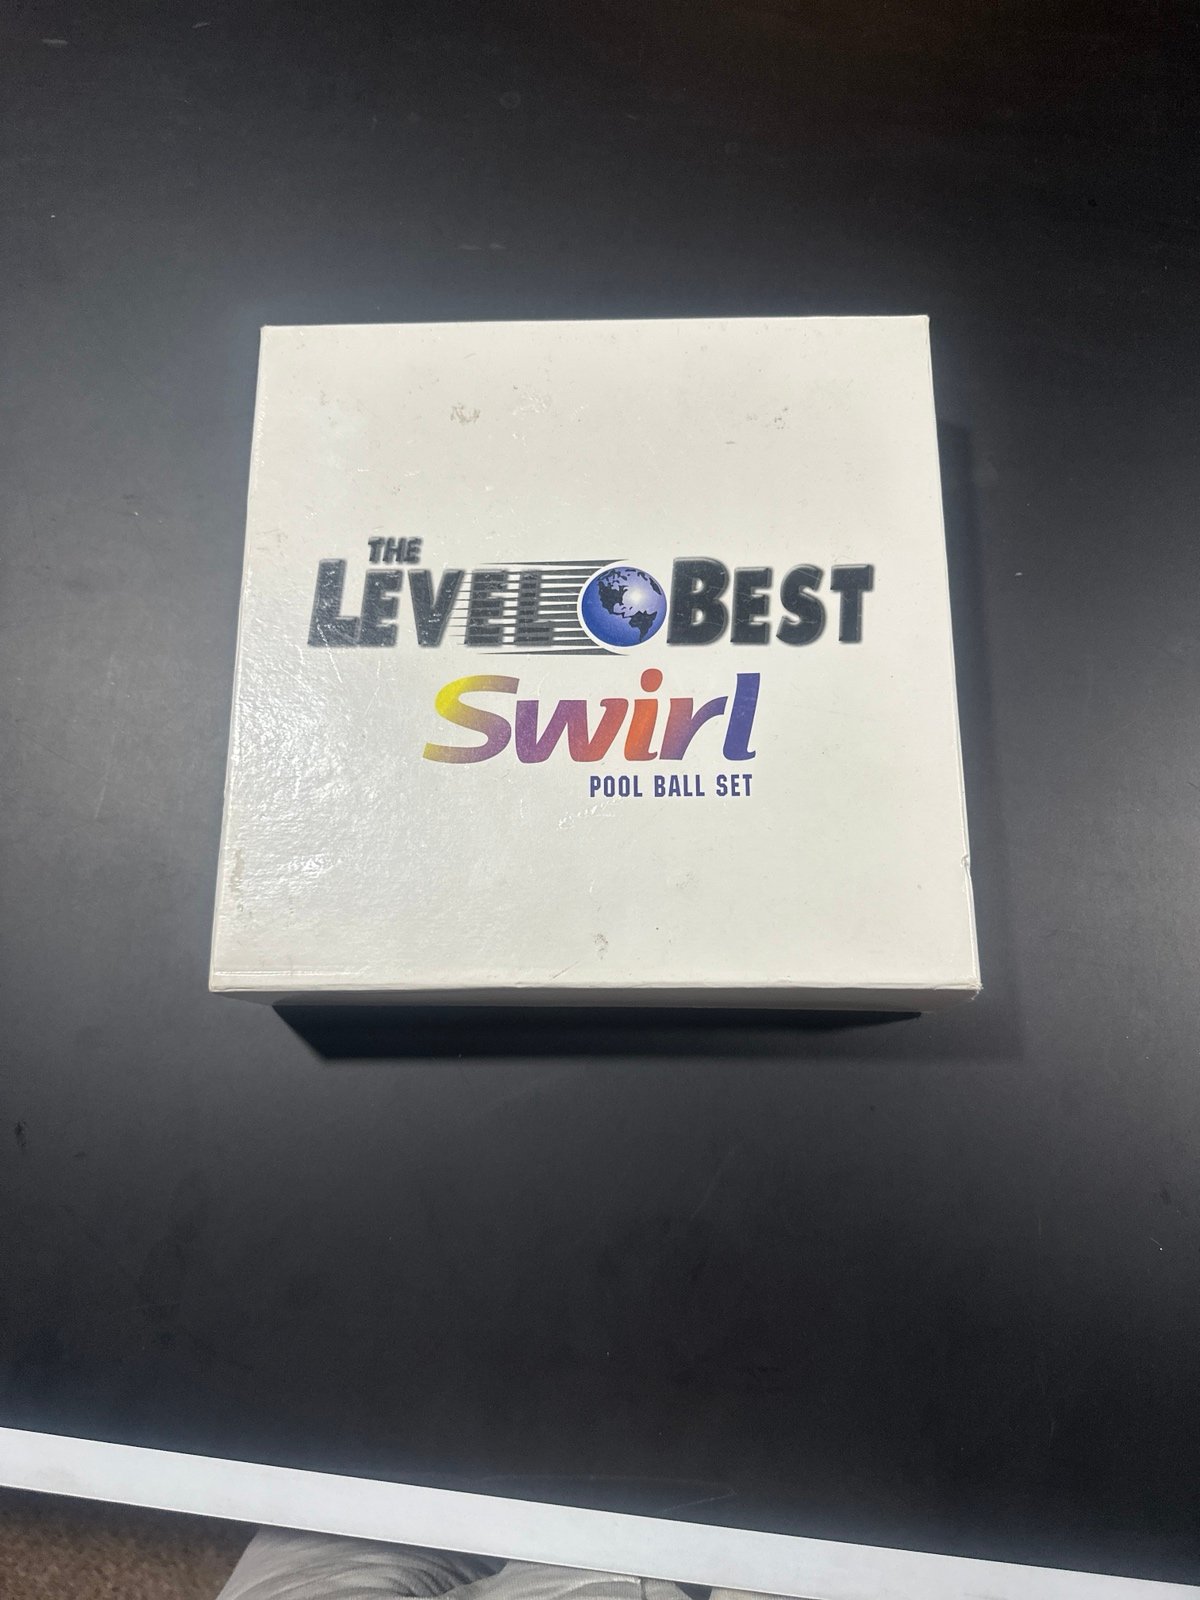 THE
LEVEL BEST
Swirl
POOL BALL SET